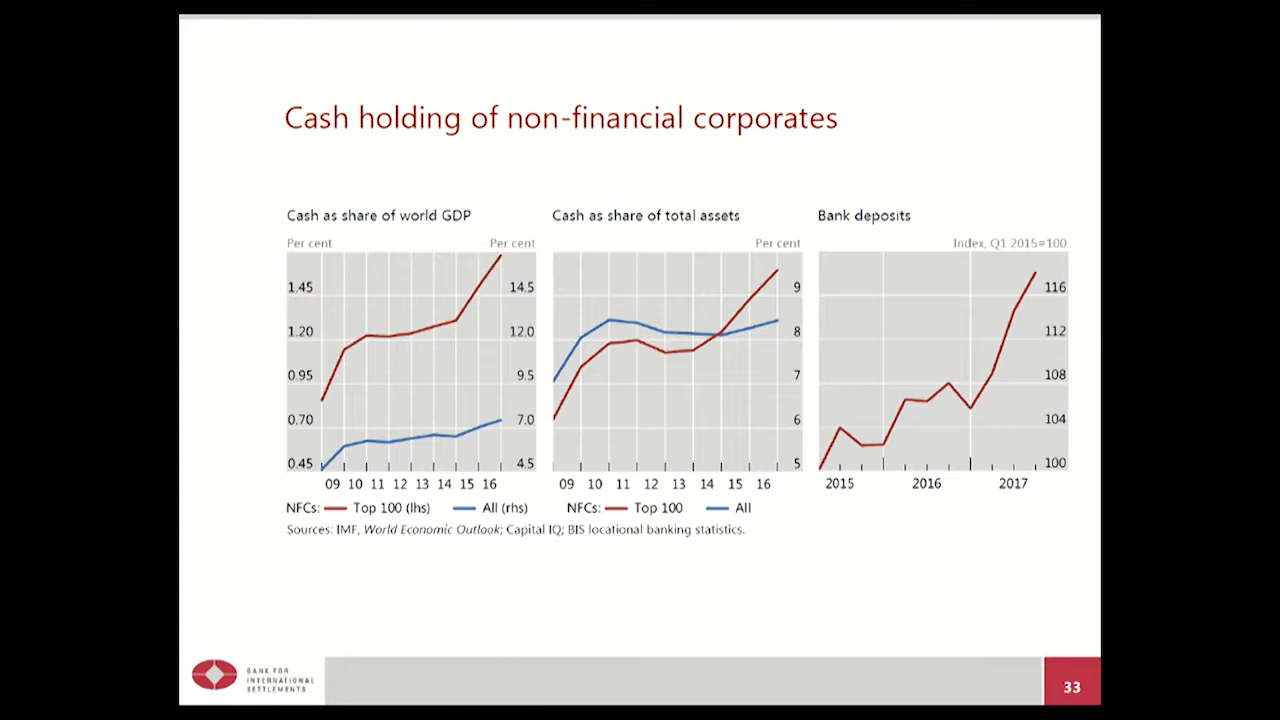 Cash holding of non-financial corporates
Cash as share of world GDP
Per cent
Per cent
1.45
1.20
0.95
0.70
0.45
14.5
12.0
9.5
7.0
4.5
09 10 11 12 13 14 15 16
NFCs: Top 100 (lhs) All (rhs)
Cash as share of total assets
Per cent
9
8
7
6
5
09 10 11 12 13 14 15 16
NFCs: Top 100 All
Bank deposits
Index, Q1 2015=100
116
112
108
104
100
2015 2016 2017
Sources: IMF, World Economic Outlook; Capital IQ; BIS locational banking statistics.
BANK FOR
INTERNATIONAL
SETTLEMENTS
33